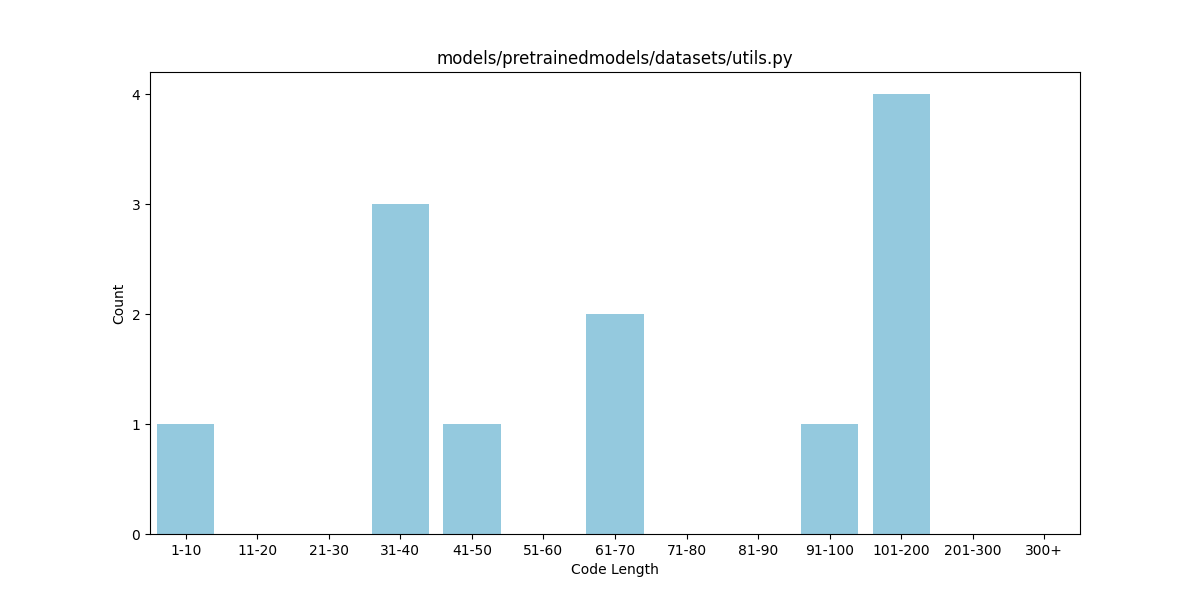 models/pretrainedmodels/datasets/utils.py
4
3
2
1
0
Count
1-10 11-20 21-30 31-40 41-50 51-60 61-70 71-80 81-90 91-100 101-200 201-300 300+
Code Length